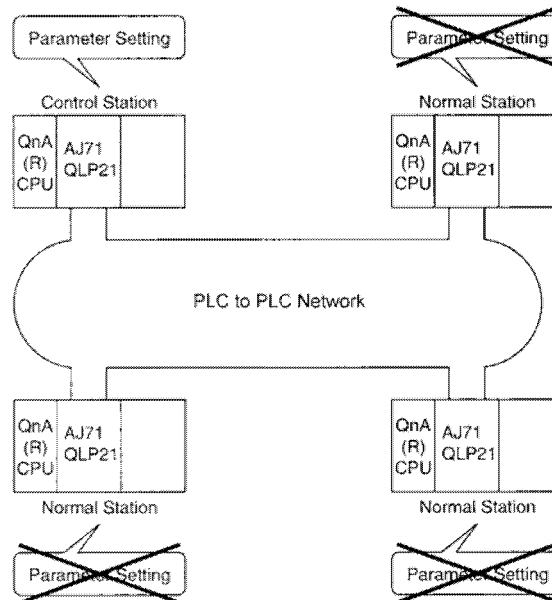 Parameter Setting
Parameter Setting
Control Station
Normal Station
QnA
(R)
CPU
AJ71
QLP21
QnA
(R)
CPU
AJ71
QLP21
PLC to PLC Network
QnA
(R)
CPU
AJ71
QLP21
QnA
(R)
CPU
AJ71
QLP21
Normal Station
Normal Station
Parameter Setting
Parameter Setting